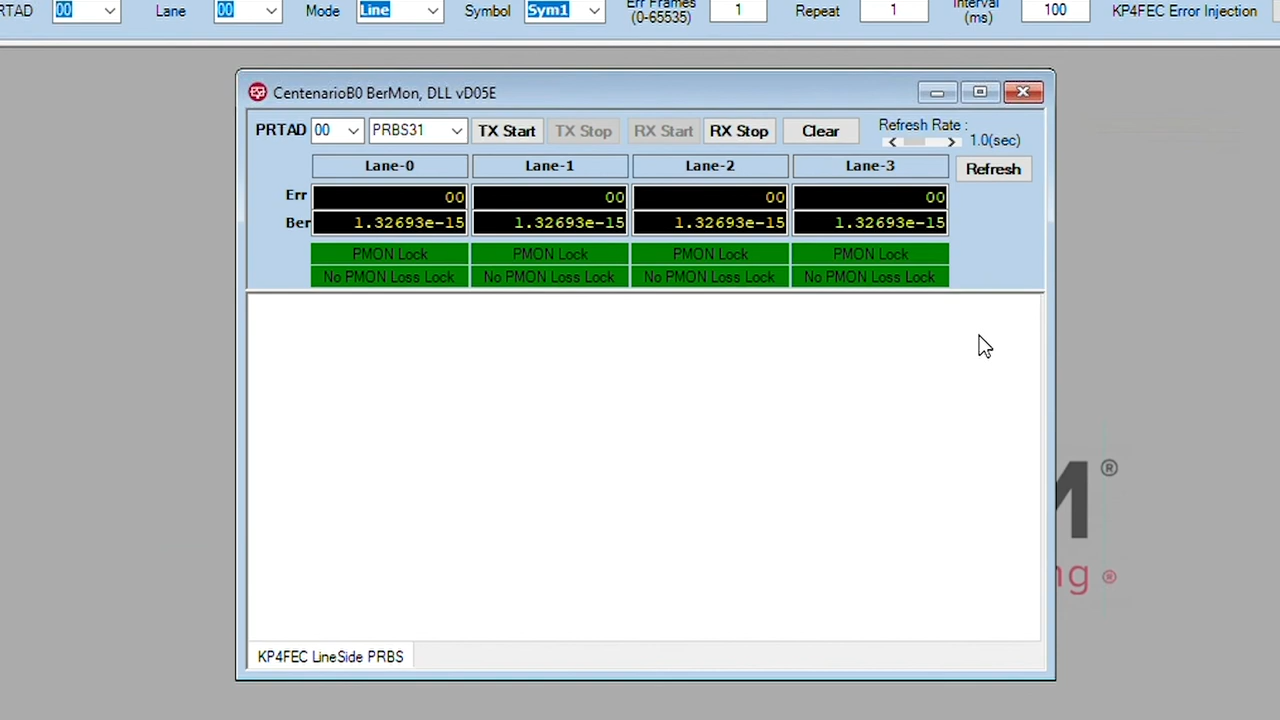 RTAD 00 Lane 00 Mode Line Symbol Sym1 Err Frames (0-65535) 1 Repeat 1 Interval (ms) 100 KP4FEC Error Injection
CentenarioB0 BerMon, DLL vD05E
PRTAD 00 PRBS31 TX Start TX Stop RX Start RX Stop Clear Refresh Rate : 1.0(sec)
Lane-0 Lane-1 Lane-2 Lane-3 Refresh
Err 00 00 00 00
Ber 1.32693e-15 1.32693e-15 1.32693e-15 1.32693e-15
PMON Lock PMON Lock PMON Lock PMON Lock
No PMON Loss Lock No PMON Loss Lock No PMON Loss Lock No PMON Loss Lock
M®
ng ®
KP4FEC LineSide PRBS